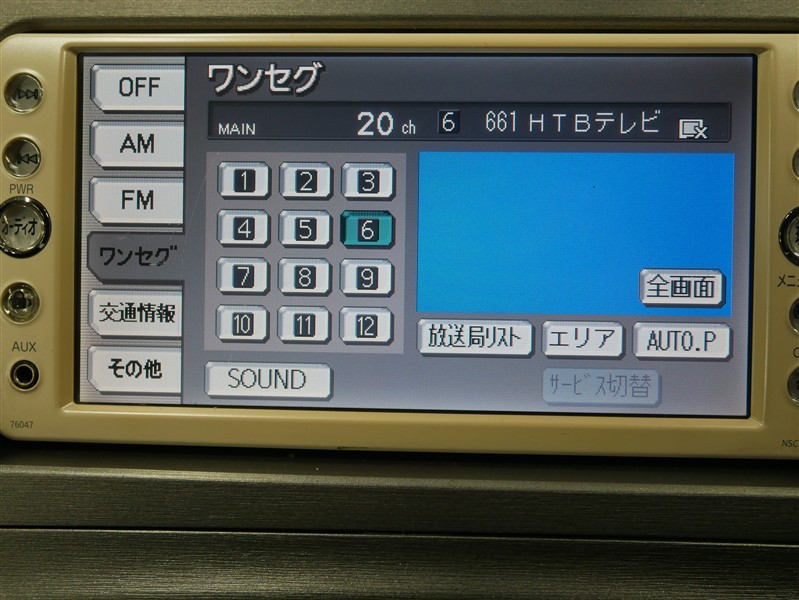 ワンセグ
OFF
AM
FM
ワンセグ
交通情報
その他
MAIN 20 ch 6 661 HTBテレビ
1 2 3
4 5 6
7 8 9
10 11 12
全画面
放送局リスト エリア AUTO.P
SOUND
サービス切替
PWR
オーディオ
AUX
76047
メニ
NSC